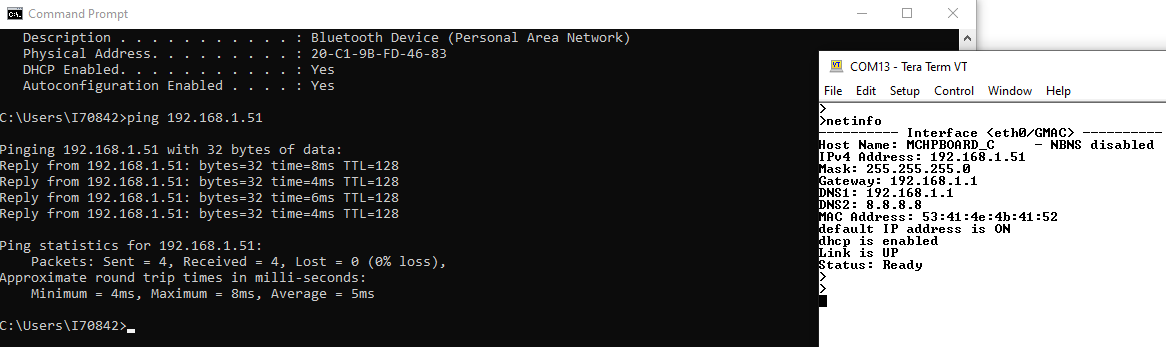 Command Prompt
Description . . . . . . . . . . . : Bluetooth Device (Personal Area Network)
Physical Address. . . . . . . . . : 20-C1-9B-FD-46-83
DHCP Enabled. . . . . . . . . . . : Yes
Autoconfiguration Enabled . . . . : Yes
C:\Users\I70842>ping 192.168.1.51
Pinging 192.168.1.51 with 32 bytes of data:
Reply from 192.168.1.51: bytes=32 time=8ms TTL=128
Reply from 192.168.1.51: bytes=32 time=4ms TTL=128
Reply from 192.168.1.51: bytes=32 time=6ms TTL=128
Reply from 192.168.1.51: bytes=32 time=4ms TTL=128
Ping statistics for 192.168.1.51:
Packets: Sent = 4, Received = 4, Lost = 0 (0% loss),
Approximate round trip times in milli-seconds:
Minimum = 4ms, Maximum = 8ms, Average = 5ms
C:\Users\I70842>
COM13 - Tera Term VT
File Edit Setup Control Window Help
>
>netinfo
---------- Interface <eth0/GMAC> ----------
Host Name: MCHPBOARD_C - NBNS disabled
IPv4 Address: 192.168.1.51
Mask: 255.255.255.0
Gateway: 192.168.1.1
DNS1: 192.168.1.1
DNS2: 8.8.8.8
MAC Address: 53:41:4e:4b:41:52
default IP address is ON
dhcp is enabled
Link is UP
Status: Ready
>
>